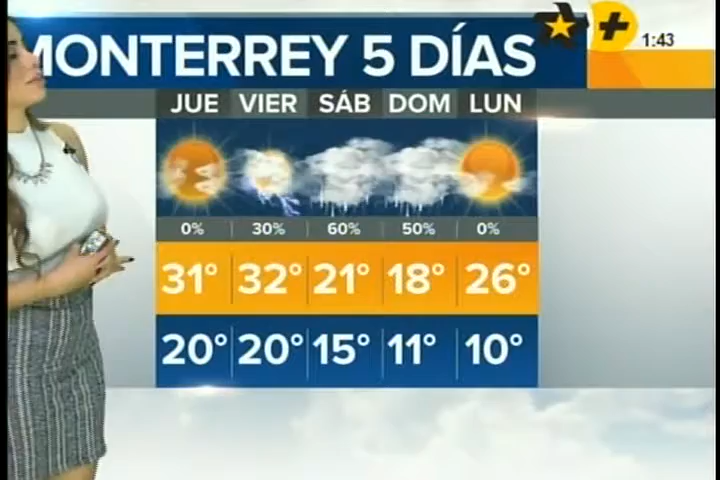 MONTERREY 5 DÍAS
1:43
JUE VIER SÁB DOM LUN
0% 30% 60% 50% 0%
31° 32° 21° 18° 26°
20° 20° 15° 11° 10°